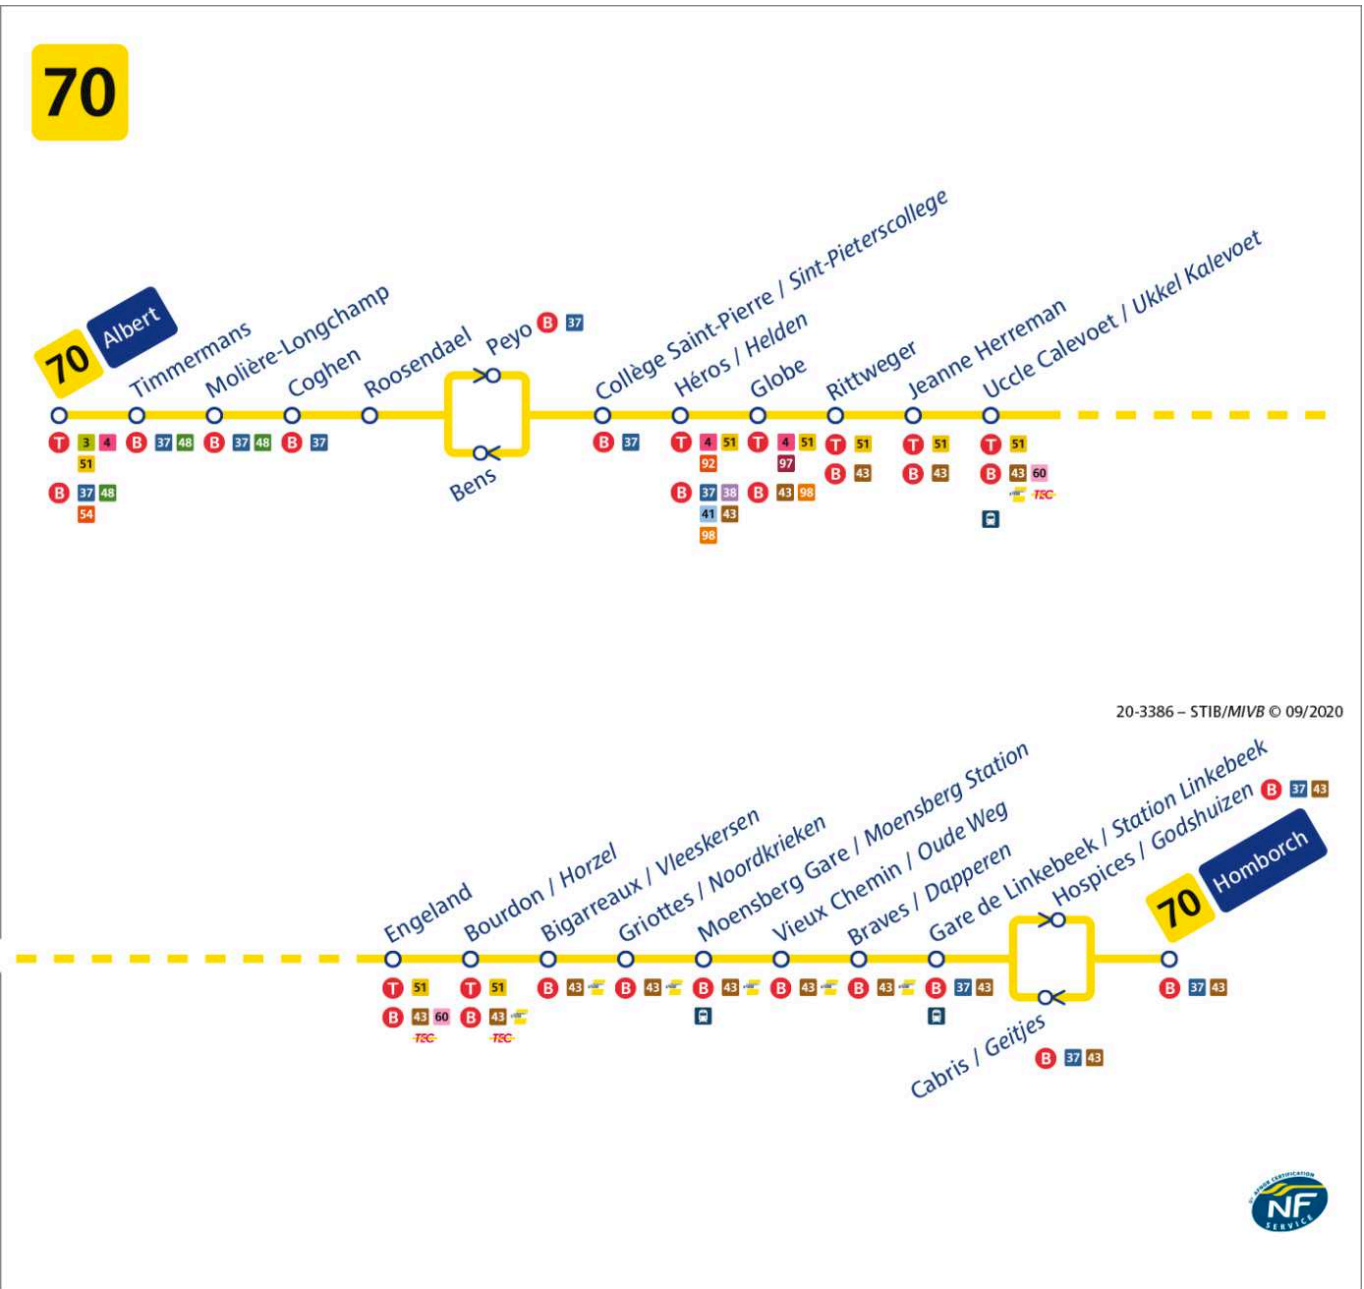 70
70 Albert
Timmermans
Molière-Longchamp
Coghen
Roosendael
Peyo B 37
Bens
Collège Saint-Pierre / Sint-Pieterscollege
Héros / Helden
Globe
Rittweger
Jeanne Herreman
Uccle Calevoet / Ukkel Kalevoet
T 3 4 B 37 48 B 37 48 B 37 B 37 T 4 51 T 4 51 T 51 T 51 T 51
51 92 97 B 43 B 43 B 43 60
B 37 48 B 37 38 B 43 98 TEC
54 41 43
98
20-3386 – STIB/MIVB © 09/2020
Engeland
Bourdon / Horzel
Bigarreaux / Vleeskersen
Griottes / Noordkrieken
Moensberg Gare / Moensberg Station
Vieux Chemin / Oude Weg
Braves / Dapperen
Gare de Linkebeek / Station Linkebeek
Hospices / Godshuizen B 37 43
70 Homborch
T 51 T 51 B 43 B 43 B 43 B 43 B 43 B 37 43 B 37 43
B 43 60 B 43
TEC TEC
Cabris / Geitjes
B 37 43
AFNOR CERTIFICATION
NF
SERVICE